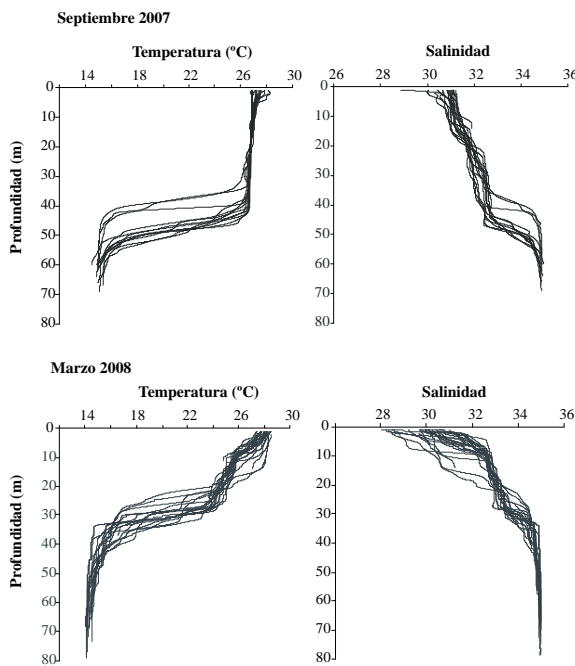 Septiembre 2007
Temperatura (ºC)
Salinidad
14 18 22 26 30
26 28 30 32 34 36
0 10 20 30 40 50 60 70 80
Profundidad (m)
0 10 20 30 40 50 60 70 80
Marzo 2008
Temperatura (ºC)
Salinidad
14 18 22 26 30
28 30 32 34 36
0 10 20 30 40 50 60 70 80
Profundidad (m)
0 10 20 30 40 50 60 70 80